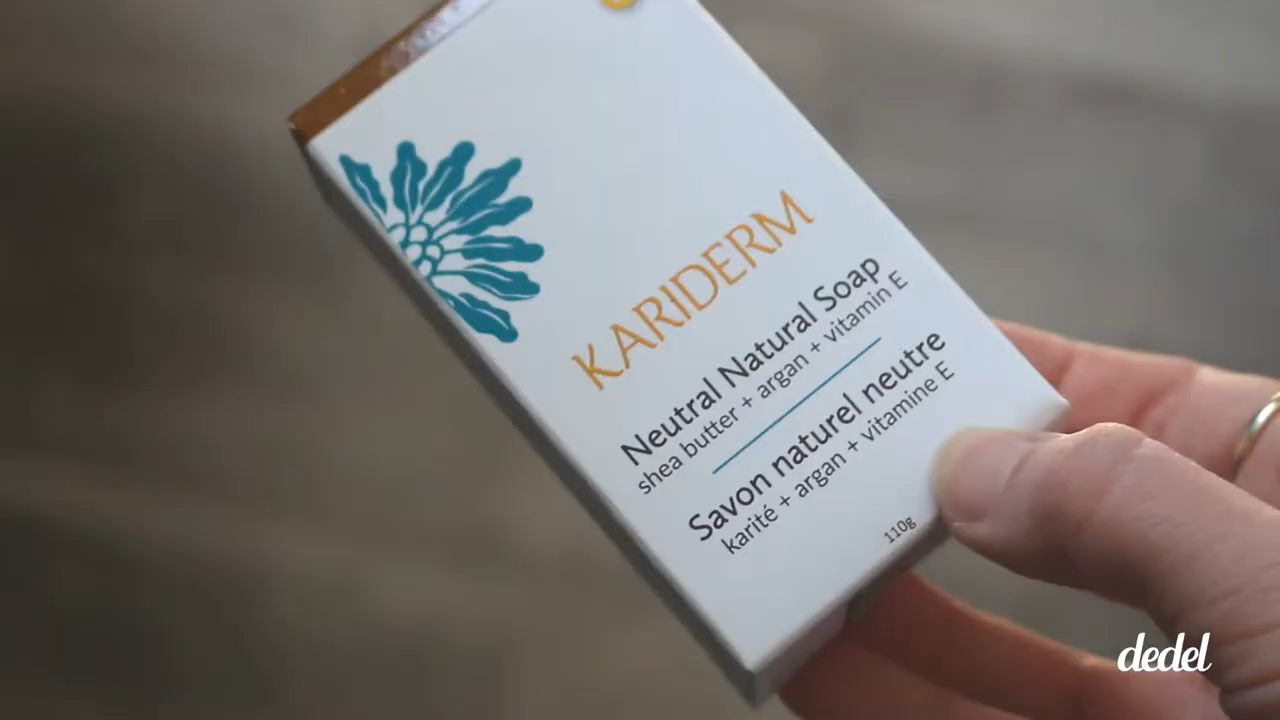 KARIDERM
Neutral Natural Soap
shea butter + argan + vitamin E
Savon naturel neutre
karité + argan + vitamine E
110g
dedel